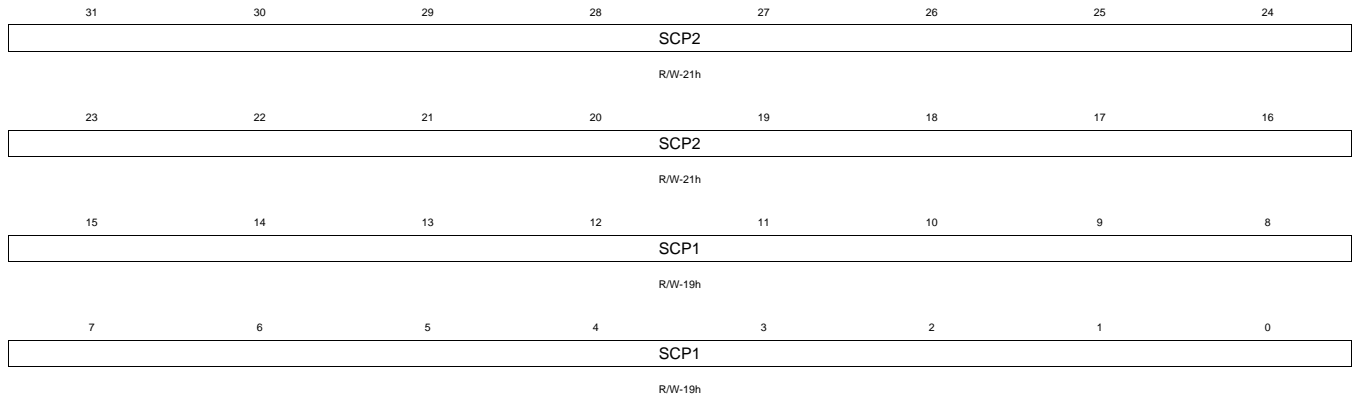 31 30 29 28 27 26 25 24
SCP2
R/W-21h
23 22 21 20 19 18 17 16
SCP2
R/W-21h
15 14 13 12 11 10 9 8
SCP1
R/W-19h
7 6 5 4 3 2 1 0
SCP1
R/W-19h